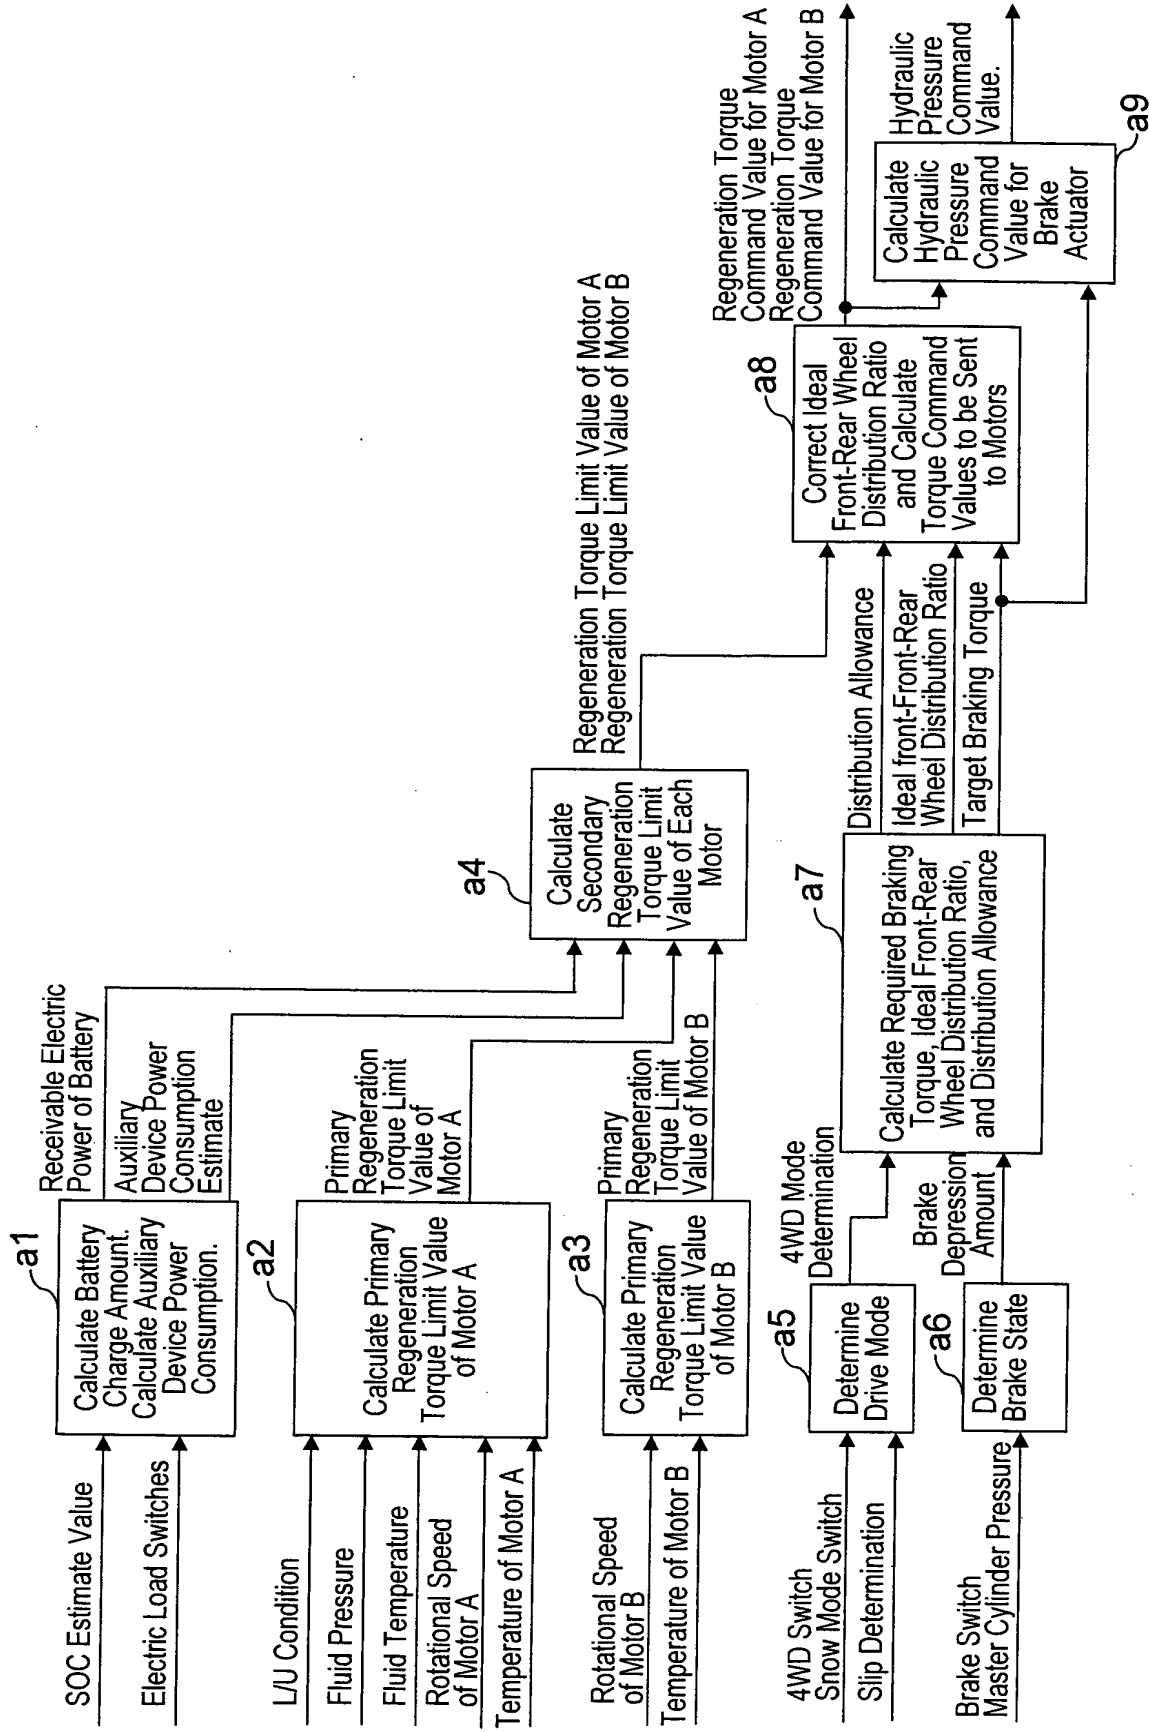 SOC Estimate Value
Electric Load Switches
a1
Calculate Battery
Charge Amount.
Calculate Auxiliary
Device Power
Consumption.
Receivable Electric
Power of Battery
Auxiliary
Device Power
Consumption
Estimate
L/U Condition
Fluid Pressure
Fluid Temperature
Rotational Speed
of Motor A
Temperature of Motor A
a2
Calculate Primary
Regeneration
Torque Limit Value
of Motor A
Primary
Regeneration
Torque Limit
Value of
Motor A
Rotational Speed
of Motor B
Temperature of Motor B
a3
Calculate Primary
Regeneration
Torque Limit Value
of Motor B
Primary
Regeneration
Torque Limit
Value of Motor B
a4
Calculate
Secondary
Regeneration
Torque Limit
Value of Each
Motor
Regeneration Torque Limit Value of Motor A
Regeneration Torque Limit Value of Motor B
4WD Switch
Snow Mode Switch
Slip Determination
a5
Determine
Drive Mode
4WD Mode
Determination
Brake Switch
Master Cylinder Pressure
a6
Determine
Brake State
Brake
Depression
Amount
a7
Calculate Required Braking
Torque, Ideal Front-Rear
Wheel Distribution Ratio,
and Distribution Allowance
Distribution Allowance
Ideal front-Front-Rear
Wheel Distribution Ratio
Target Braking Torque
a8
Correct Ideal
Front-Rear Wheel
Distribution Ratio
and Calculate
Torque Command
Values to be Sent
to Motors
Regeneration Torque
Command Value for Motor A
Regeneration Torque
Command Value for Motor B
Calculate
Hydraulic
Pressure
Command
Value for
Brake
Actuator
a9
Hydraulic
Pressure
Command
Value.